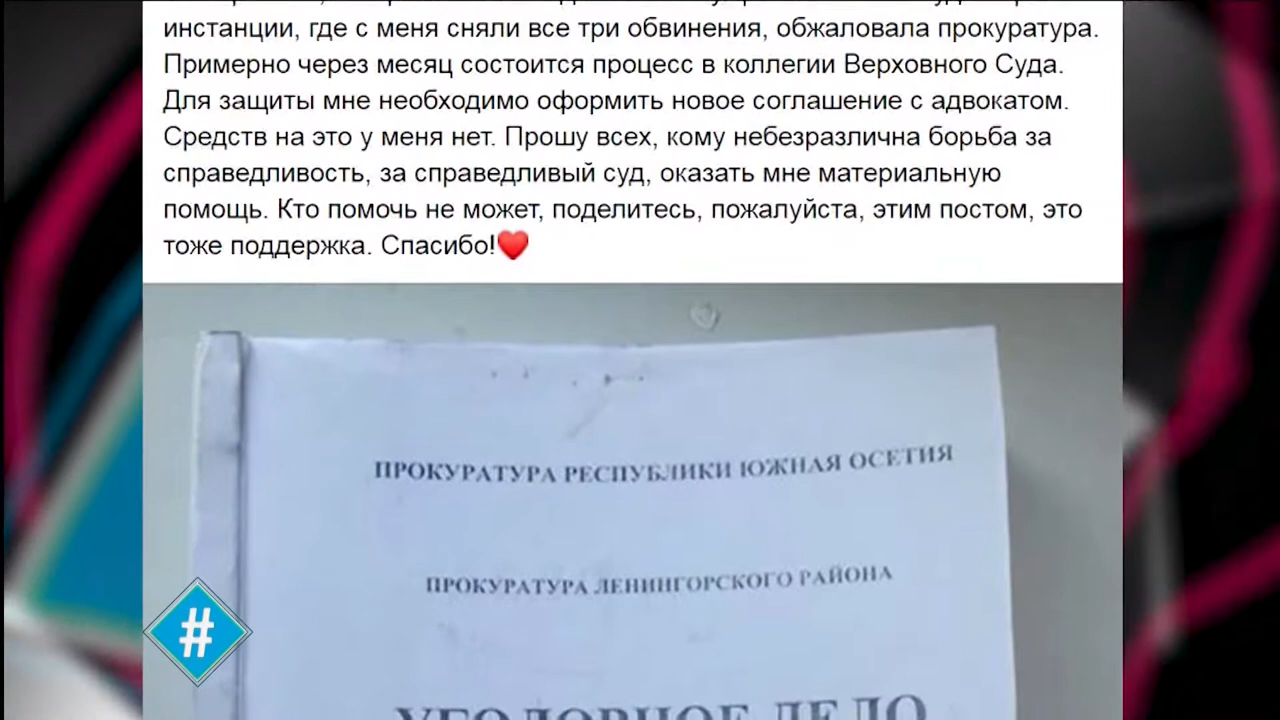 инстанции, где с меня сняли все три обвинения, обжаловала прокуратура.
Примерно через месяц состоится процесс в коллегии Верховного Суда.
Для защиты мне необходимо оформить новое соглашение с адвокатом.
Средств на это у меня нет. Прошу всех, кому небезразлична борьба за
справедливость, за справедливый суд, оказать мне материальную
помощь. Кто помочь не может, поделитесь, пожалуйста, этим постом, это
тоже поддержка. Спасибо!❤️
ПРОКУРАТУРА РЕСПУБЛИКИ ЮЖНАЯ ОСЕТИЯ
ПРОКУРАТУРА ЛЕНИНГОРСКОГО РАЙОНА
#
УГОЛОВНОЕ ДЕЛО